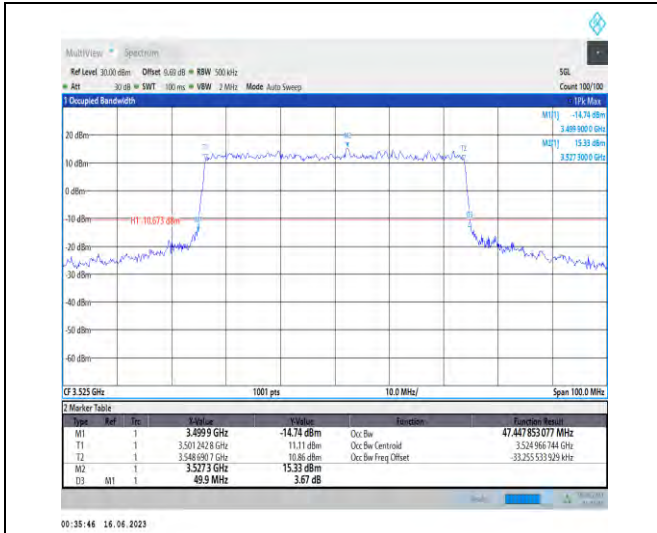 MultiView Spectrum
Ref Level 30.00 dBm Offset 0.60 dB RBW 500 kHz SGL
Att 30 dB SWT 100 ms VBW 2 MHz Mode Auto Sweep Count 100/100
1 Occupied Bandwidth 1Pk Max
M1[1] -14.74 dBm
3.499 900 0 GHz
M2[1] 15.33 dBm
3.527 300 0 GHz
20 dBm
T1 M2 T2
10 dBm
0 dBm
-10 dBm
H1 -10.673 dBm
-20 dBm
-30 dBm
-40 dBm
-50 dBm
-60 dBm
CF 3.525 GHz 1001 pts 10.0 MHz/ Span 100.0 MHz
2 Marker Table
Type Ref Trc X-Value Y-Value Function Function Result
M1 1 3.499 9 GHz -14.74 dBm Occ Bw 47.447 853 077 MHz
T1 1 3.501 242 8 GHz 11.11 dBm Occ Bw Centroid 3.524 966 744 GHz
T2 1 3.548 690 7 GHz 10.86 dBm Occ Bw Freq Offset -33.255 533 929 kHz
M2 1 3.527 3 GHz 15.33 dBm
D3 M1 1 49.9 MHz 3.67 dB
00:35:46 16.06.2023